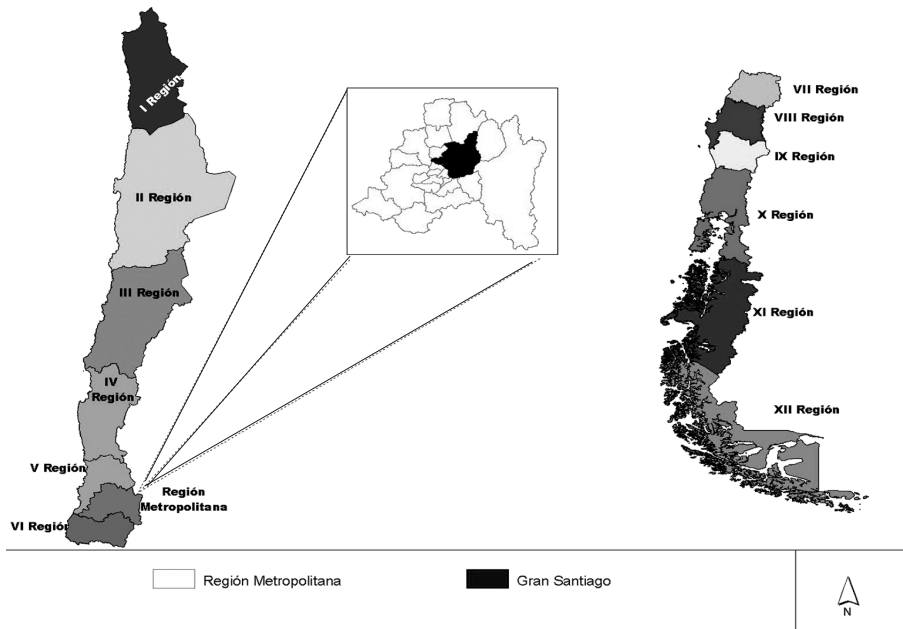 I Región
II Región
III Región
IV
Región
V Región
Región
Metropolitana
VI Región
VII Región
VIII Región
IX Región
X Región
XI Región
XII Región
Región Metropolitana
Gran Santiago
N